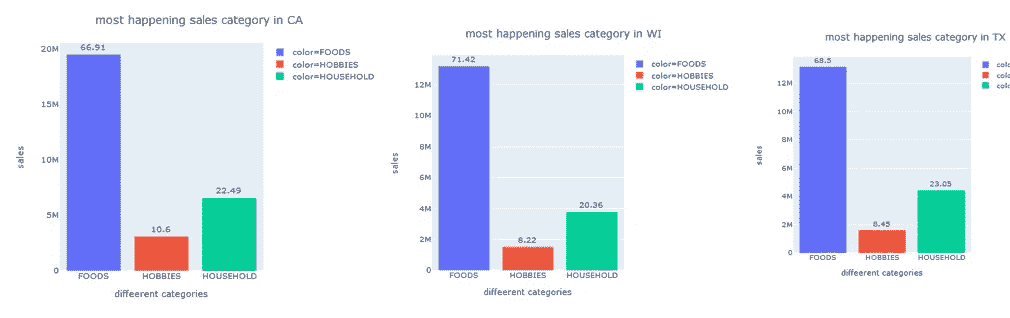 most happening sales category in CA
66.91
color=FOODS
color=HOBBIES
color=HOUSEHOLD
20M
15M
10M
5M
0
sales
10.6
22.49
FOODS
HOBBIES
HOUSEHOLD
diffeerent categories
most happening sales category in WI
71.42
color=FOODS
color=HOBBIES
color=HOUSEHOLD
12M
10M
8M
6M
4M
2M
0
sales
8.22
20.36
FOODS
HOBBIES
HOUSEHOLD
diffeerent categories
most happening sales category in TX
68.5
12M
10M
8M
6M
4M
2M
0
sales
8.45
23.05
FOODS
HOBBIES
HOUSEHOLD
diffeerent categories